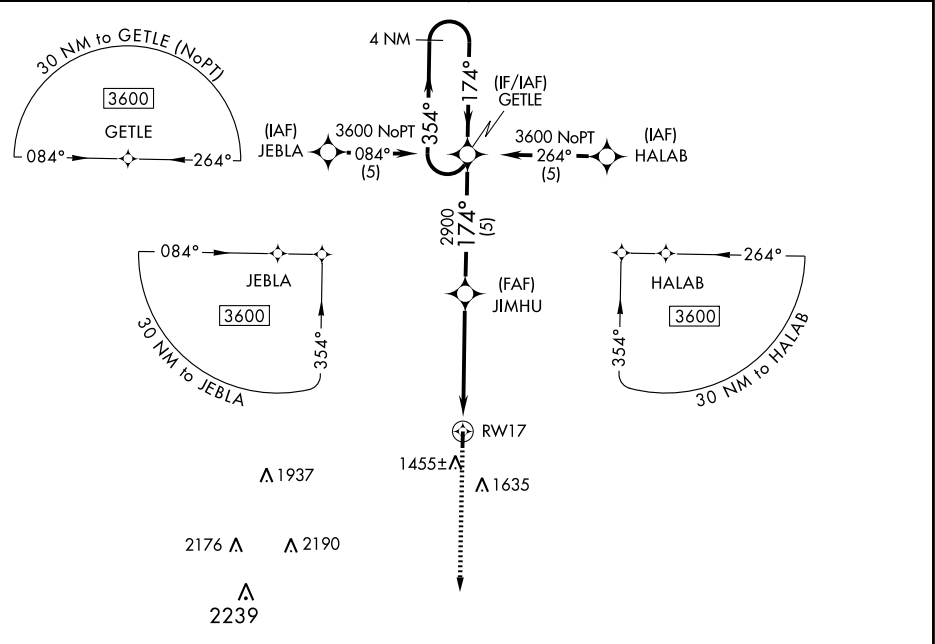 30 NM to GETLE (NoPT)
3600
GETLE
084°
264°
4 NM
354°
174°
(IF/IAF)
GETLE
(IAF)
JEBLA
3600 NoPT
084°
(5)
3600 NoPT
264°
(5)
(IAF)
HALAB
2900
174°
(5)
084°
JEBLA
3600
354°
30 NM to JEBLA
(FAF)
JIMHU
264°
HALAB
3600
354°
30 NM to HALAB
RW17
1455±
1635
1937
2176
2190
2239